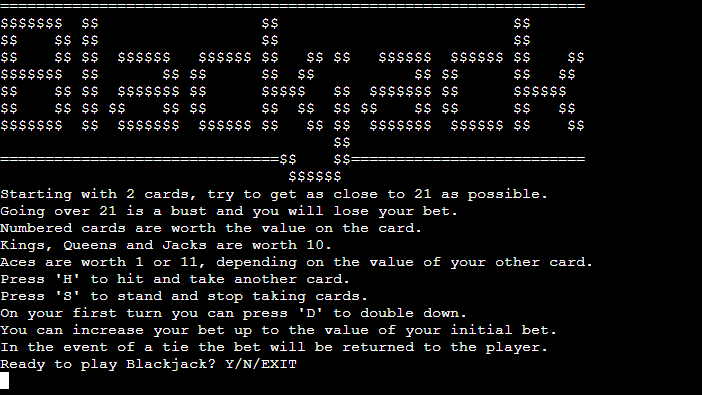 Blackjack
Starting with 2 cards, try to get as close to 21 as possible.
Going over 21 is a bust and you will lose your bet.
Numbered cards are worth the value on the card.
Kings, Queens and Jacks are worth 10.
Aces are worth 1 or 11, depending on the value of your other card.
Press 'H' to hit and take another card.
Press 'S' to stand and stop taking cards.
On your first turn you can press 'D' to double down.
You can increase your bet up to the value of your initial bet.
In the event of a tie the bet will be returned to the player.
Ready to play Blackjack? Y/N/EXIT